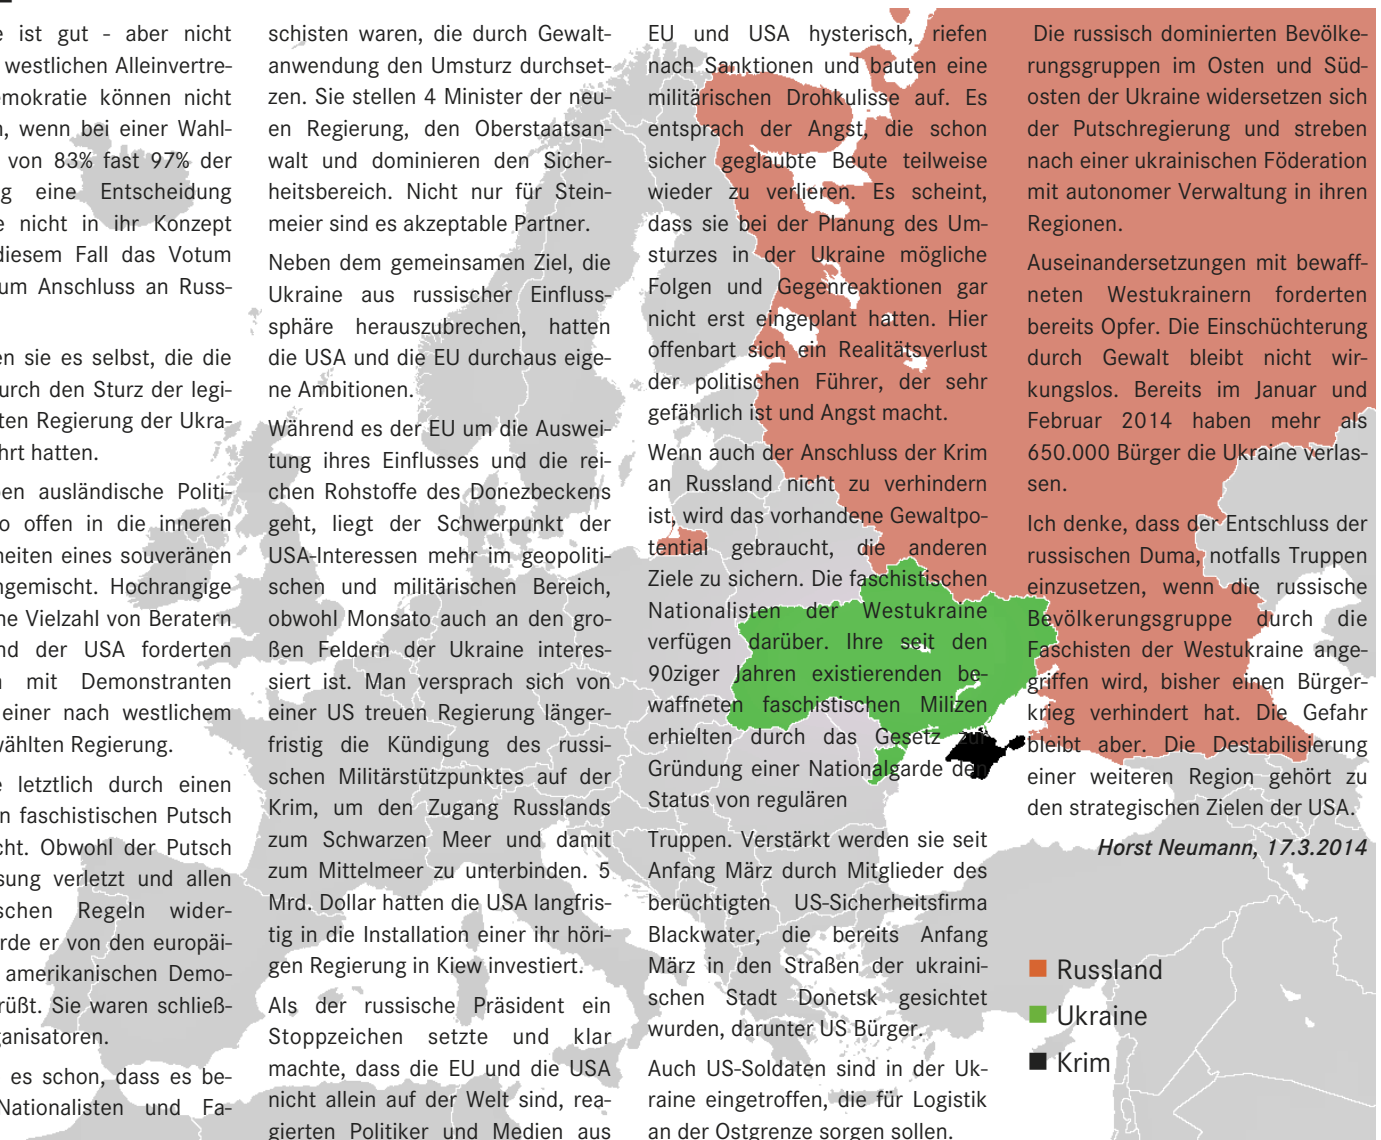 e ist gut - aber nicht
westlichen Alleinvertre-
emokratie können nicht
n, wenn bei einer Wahl-
von 83% fast 97% der
g eine Entscheidung
e nicht in ihr Konzept
diesem Fall das Votum
um Anschluss an Russ-
en sie es selbst, die die
urch den Sturz der legi-
ten Regierung der Ukra-
hrt hatten.
en ausländische Politi-
o offen in die inneren
heiten eines souveränen
ngemischt. Hochrangige
ne Vielzahl von Beratern
nd der USA forderten
n mit Demonstranten
einer nach westlichem
wählten Regierung.
e letztlich durch einen
n faschistischen Putsch
cht. Obwohl der Putsch
sung verletzt und allen
schen Regeln wider-
rde er von den europäi-
amerikanischen Demo-
rüßt. Sie waren schließ-
ganisatoren.
es schon, dass es be-
Nationalisten und Fa-
schisten waren, die durch Gewalt-
anwendung den Umsturz durchset-
zen. Sie stellen 4 Minister der neu-
en Regierung, den Oberstaatsan-
walt und dominieren den Sicher-
heitsbereich. Nicht nur für Stein-
meier sind es akzeptable Partner.
Neben dem gemeinsamen Ziel, die
Ukraine aus russischer Einfluss-
sphäre herauszubrechen, hatten
die USA und die EU durchaus eige-
ne Ambitionen.
Während es der EU um die Auswei-
tung ihres Einflusses und die rei-
chen Rohstoffe des Donezbeckens
geht, liegt der Schwerpunkt der
USA-Interessen mehr im geopoliti-
schen und militärischen Bereich,
obwohl Monsato auch an den gro-
ßen Feldern der Ukraine interes-
siert ist. Man versprach sich von
einer US treuen Regierung länger-
fristig die Kündigung des russi-
schen Militärstützpunktes auf der
Krim, um den Zugang Russlands
zum Schwarzen Meer und damit
zum Mittelmeer zu unterbinden. 5
Mrd. Dollar hatten die USA langfris-
tig in die Installation einer ihr höri-
gen Regierung in Kiew investiert.
Als der russische Präsident ein
Stoppzeichen setzte und klar
machte, dass die EU und die USA
nicht allein auf der Welt sind, rea-
gierten Politiker und Medien aus
EU und USA hysterisch, riefen
nach Sanktionen und bauten eine
militärischen Drohkulisse auf. Es
entsprach der Angst, die schon
sicher geglaubte Beute teilweise
wieder zu verlieren. Es scheint,
dass sie bei der Planung des Um-
sturzes in der Ukraine mögliche
Folgen und Gegenreaktionen gar
nicht erst eingeplant hatten. Hier
offenbart sich ein Realitätsverlust
der politischen Führer, der sehr
gefährlich ist und Angst macht.
Wenn auch der Anschluss der Krim
an Russland nicht zu verhindern
ist, wird das vorhandene Gewaltpo-
tential gebraucht, die anderen
Ziele zu sichern. Die faschistischen
Nationalisten der Westukraine
verfügen darüber. Ihre seit den
90ziger Jahren existierenden be-
waffneten faschistischen Milizen
erhielten durch das Gesetz zur
Gründung einer Nationalgarde den
Status von regulären
Truppen. Verstärkt werden sie seit
Anfang März durch Mitglieder des
berüchtigten US-Sicherheitsfirma
Blackwater, die bereits Anfang
März in den Straßen der ukraini-
schen Stadt Donetsk gesichtet
wurden, darunter US Bürger.
Auch US-Soldaten sind in der Uk-
raine eingetroffen, die für Logistik
an der Ostgrenze sorgen sollen.
Die russisch dominierten Bevölke-
rungsgruppen im Osten und Süd-
osten der Ukraine widersetzen sich
der Putschregierung und streben
nach einer ukrainischen Föderation
mit autonomer Verwaltung in ihren
Regionen.
Auseinandersetzungen mit bewaff-
neten Westukrainern forderten
bereits Opfer. Die Einschüchterung
durch Gewalt bleibt nicht wir-
kungslos. Bereits im Januar und
Februar 2014 haben mehr als
650.000 Bürger die Ukraine verlas-
sen.
Ich denke, dass der Entschluss der
russischen Duma, notfalls Truppen
einzusetzen, wenn die russische
Bevölkerungsgruppe durch die
Faschisten der Westukraine ange-
griffen wird, bisher einen Bürger-
krieg verhindert hat. Die Gefahr
bleibt aber. Die Destabilisierung
einer weiteren Region gehört zu
den strategischen Zielen der USA.
Horst Neumann, 17.3.2014
Russland
Ukraine
Krim